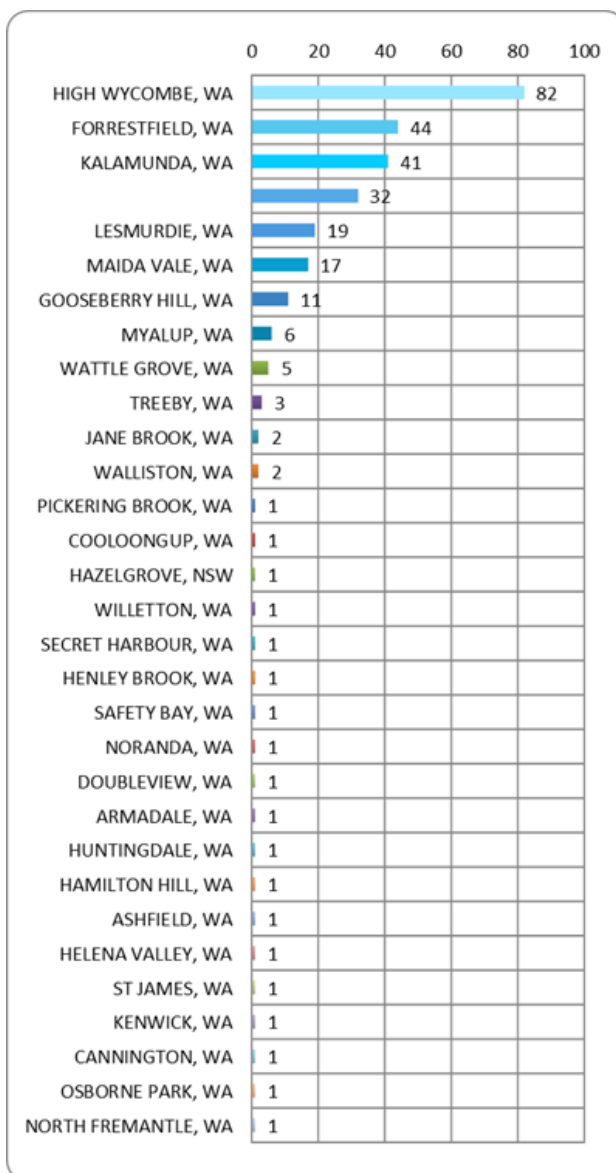 0 20 40 60 80 100
HIGH WYCOMBE, WA 82
FORRESTFIELD, WA 44
KALAMUNDA, WA 41
32
LESMURDIE, WA 19
MAIDA VALE, WA 17
GOOSEBERRY HILL, WA 11
MYALUP, WA 6
WATTLE GROVE, WA 5
TREEBY, WA 3
JANE BROOK, WA 2
WALLISTON, WA 2
PICKERING BROOK, WA 1
COOLOONGUP, WA 1
HAZELGROVE, NSW 1
WILLETTON, WA 1
SECRET HARBOUR, WA 1
HENLEY BROOK, WA 1
SAFETY BAY, WA 1
NORANDA, WA 1
DOUBLEVIEW, WA 1
ARMADALE, WA 1
HUNTINGDALE, WA 1
HAMILTON HILL, WA 1
ASHFIELD, WA 1
HELENA VALLEY, WA 1
ST JAMES, WA 1
KENWICK, WA 1
CANNINGTON, WA 1
OSBORNE PARK, WA 1
NORTH FREMANTLE, WA 1